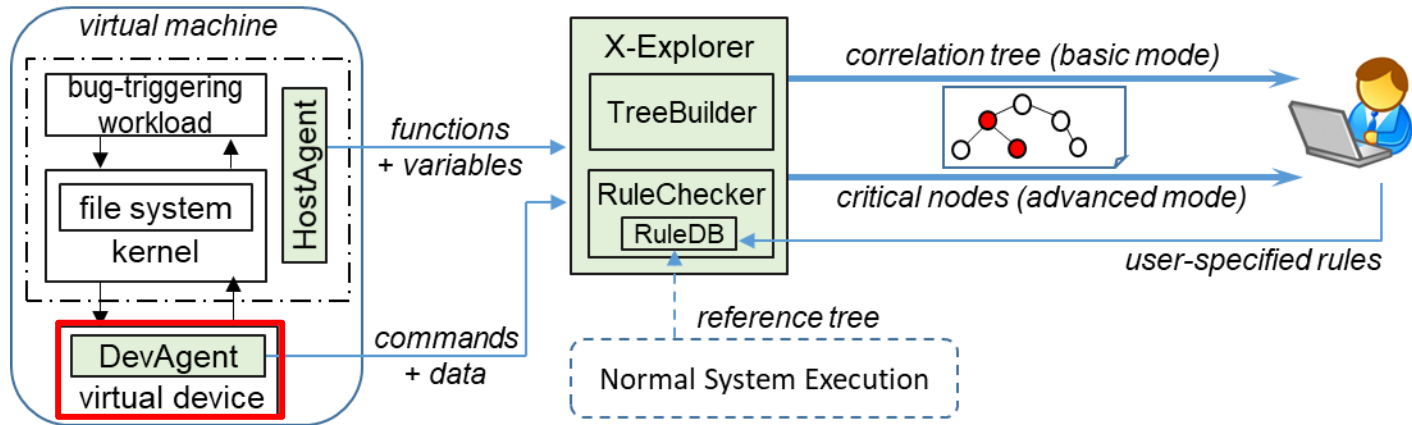 virtual machine
bug-triggering
workload
HostAgent
file system
kernel
DevAgent
virtual device
functions
+ variables
commands
+ data
X-Explorer
TreeBuilder
RuleChecker
RuleDB
correlation tree (basic mode)
critical nodes (advanced mode)
user-specified rules
reference tree
Normal System Execution